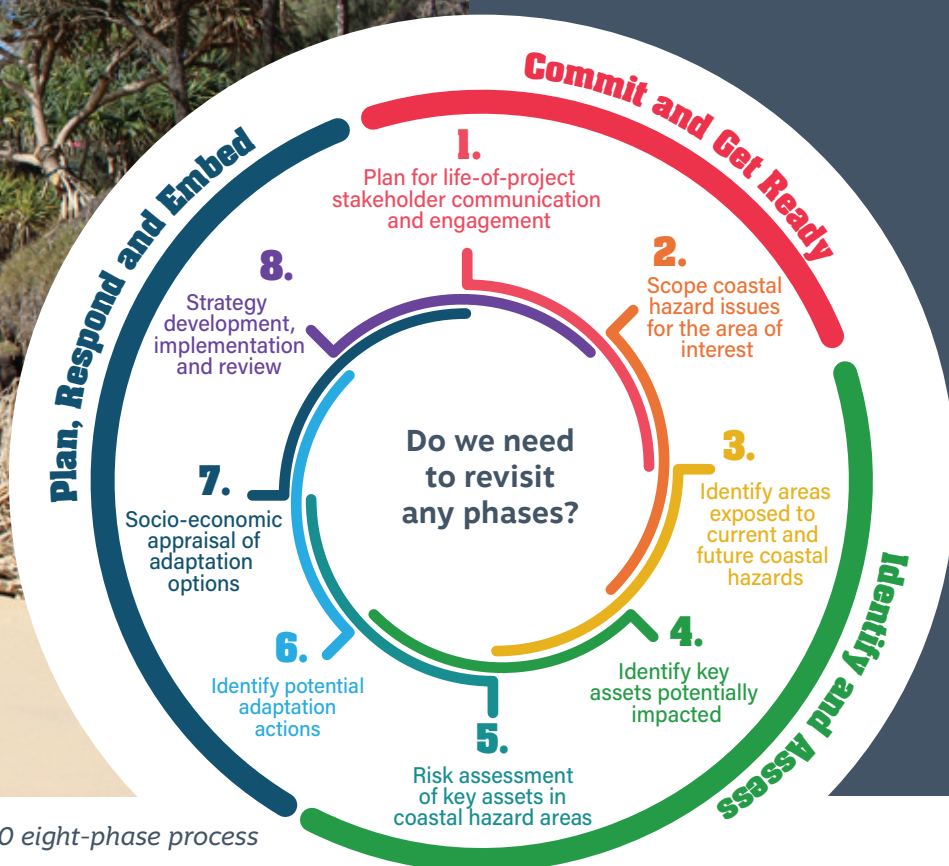 Commit and Get Ready
1.
Plan for life-of-project
stakeholder communication
and engagement
2.
Scope coastal
hazard issues
for the area of
interest
3.
Identify areas
exposed to
current and
future coastal
hazards
Identify and Assess
4.
Identify key
assets potentially
impacted
5.
Risk assessment
of key assets in
coastal hazard areas
6.
Identify potential
adaptation
actions
Plan, Respond and Embed
7.
Socio-economic
appraisal of
adaptation
options
8.
Strategy
development,
implementation
and review
Do we need
to revisit
any phases?
eight-phase process